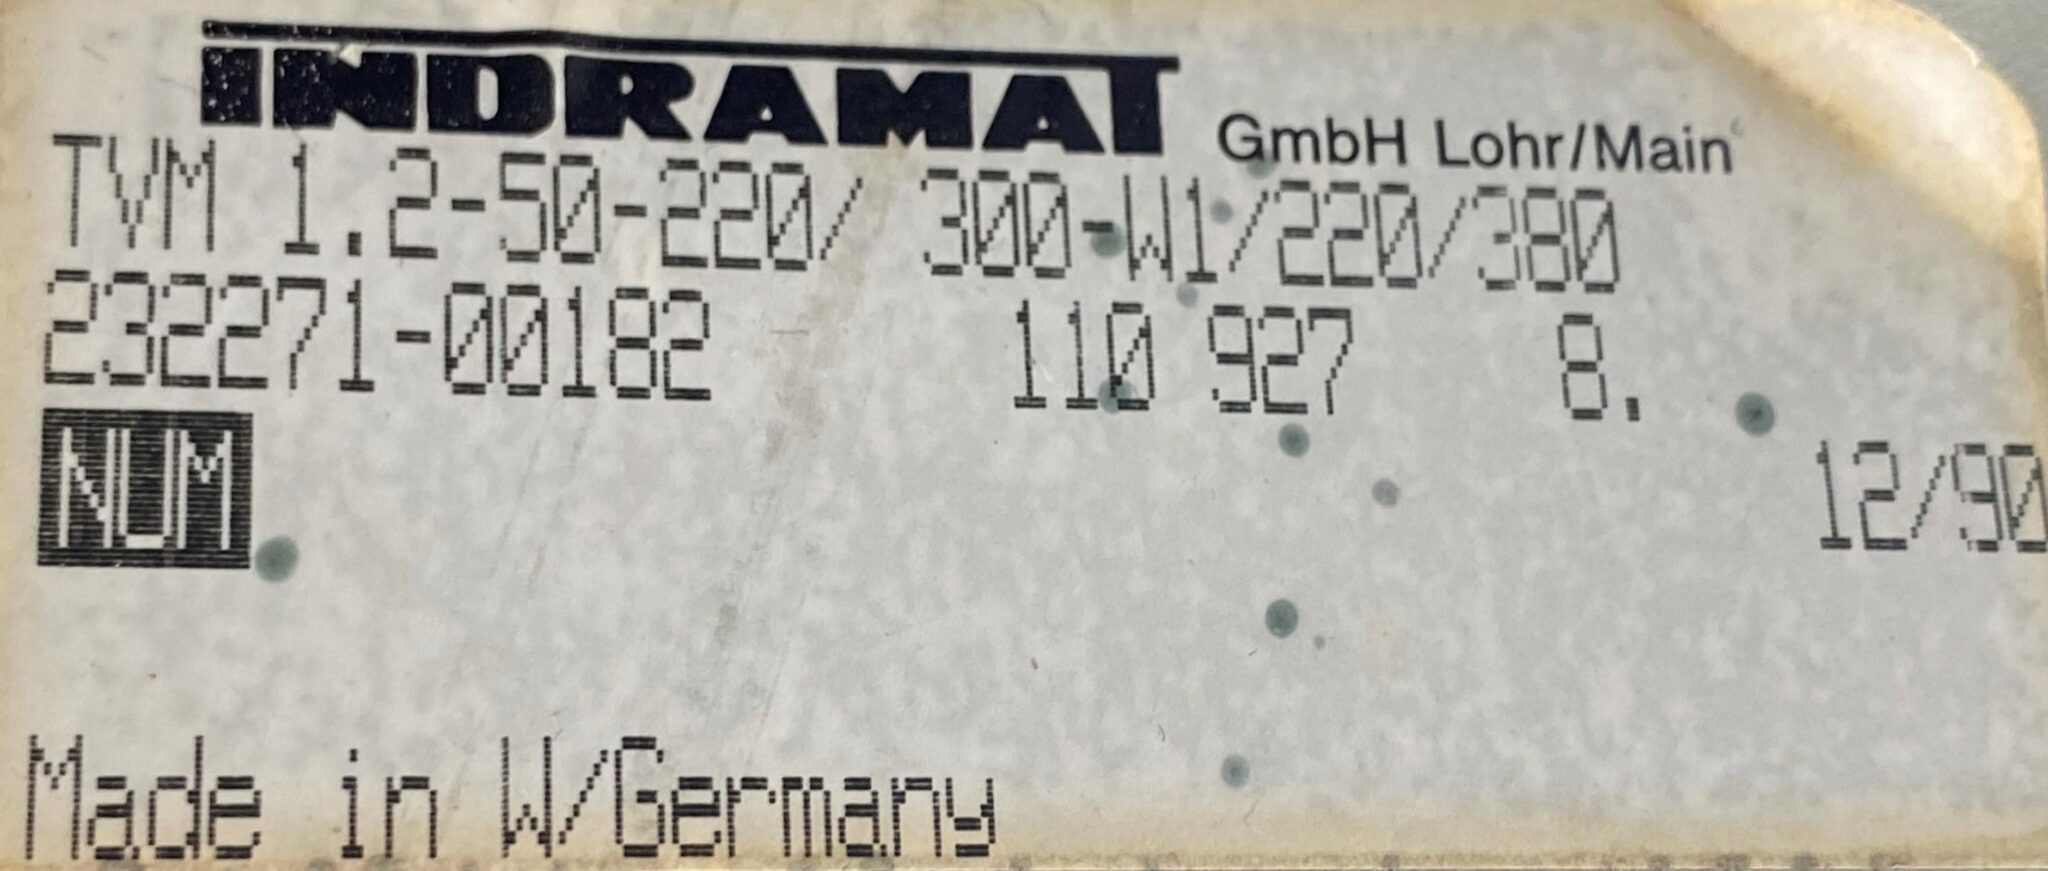 INDRAMAT GmbH Lohr/Main
TVM 1.2-50-220/ 300-W1/220/380
232271-00182 110 927 8.
12/90
NUM
Made in W/Germany